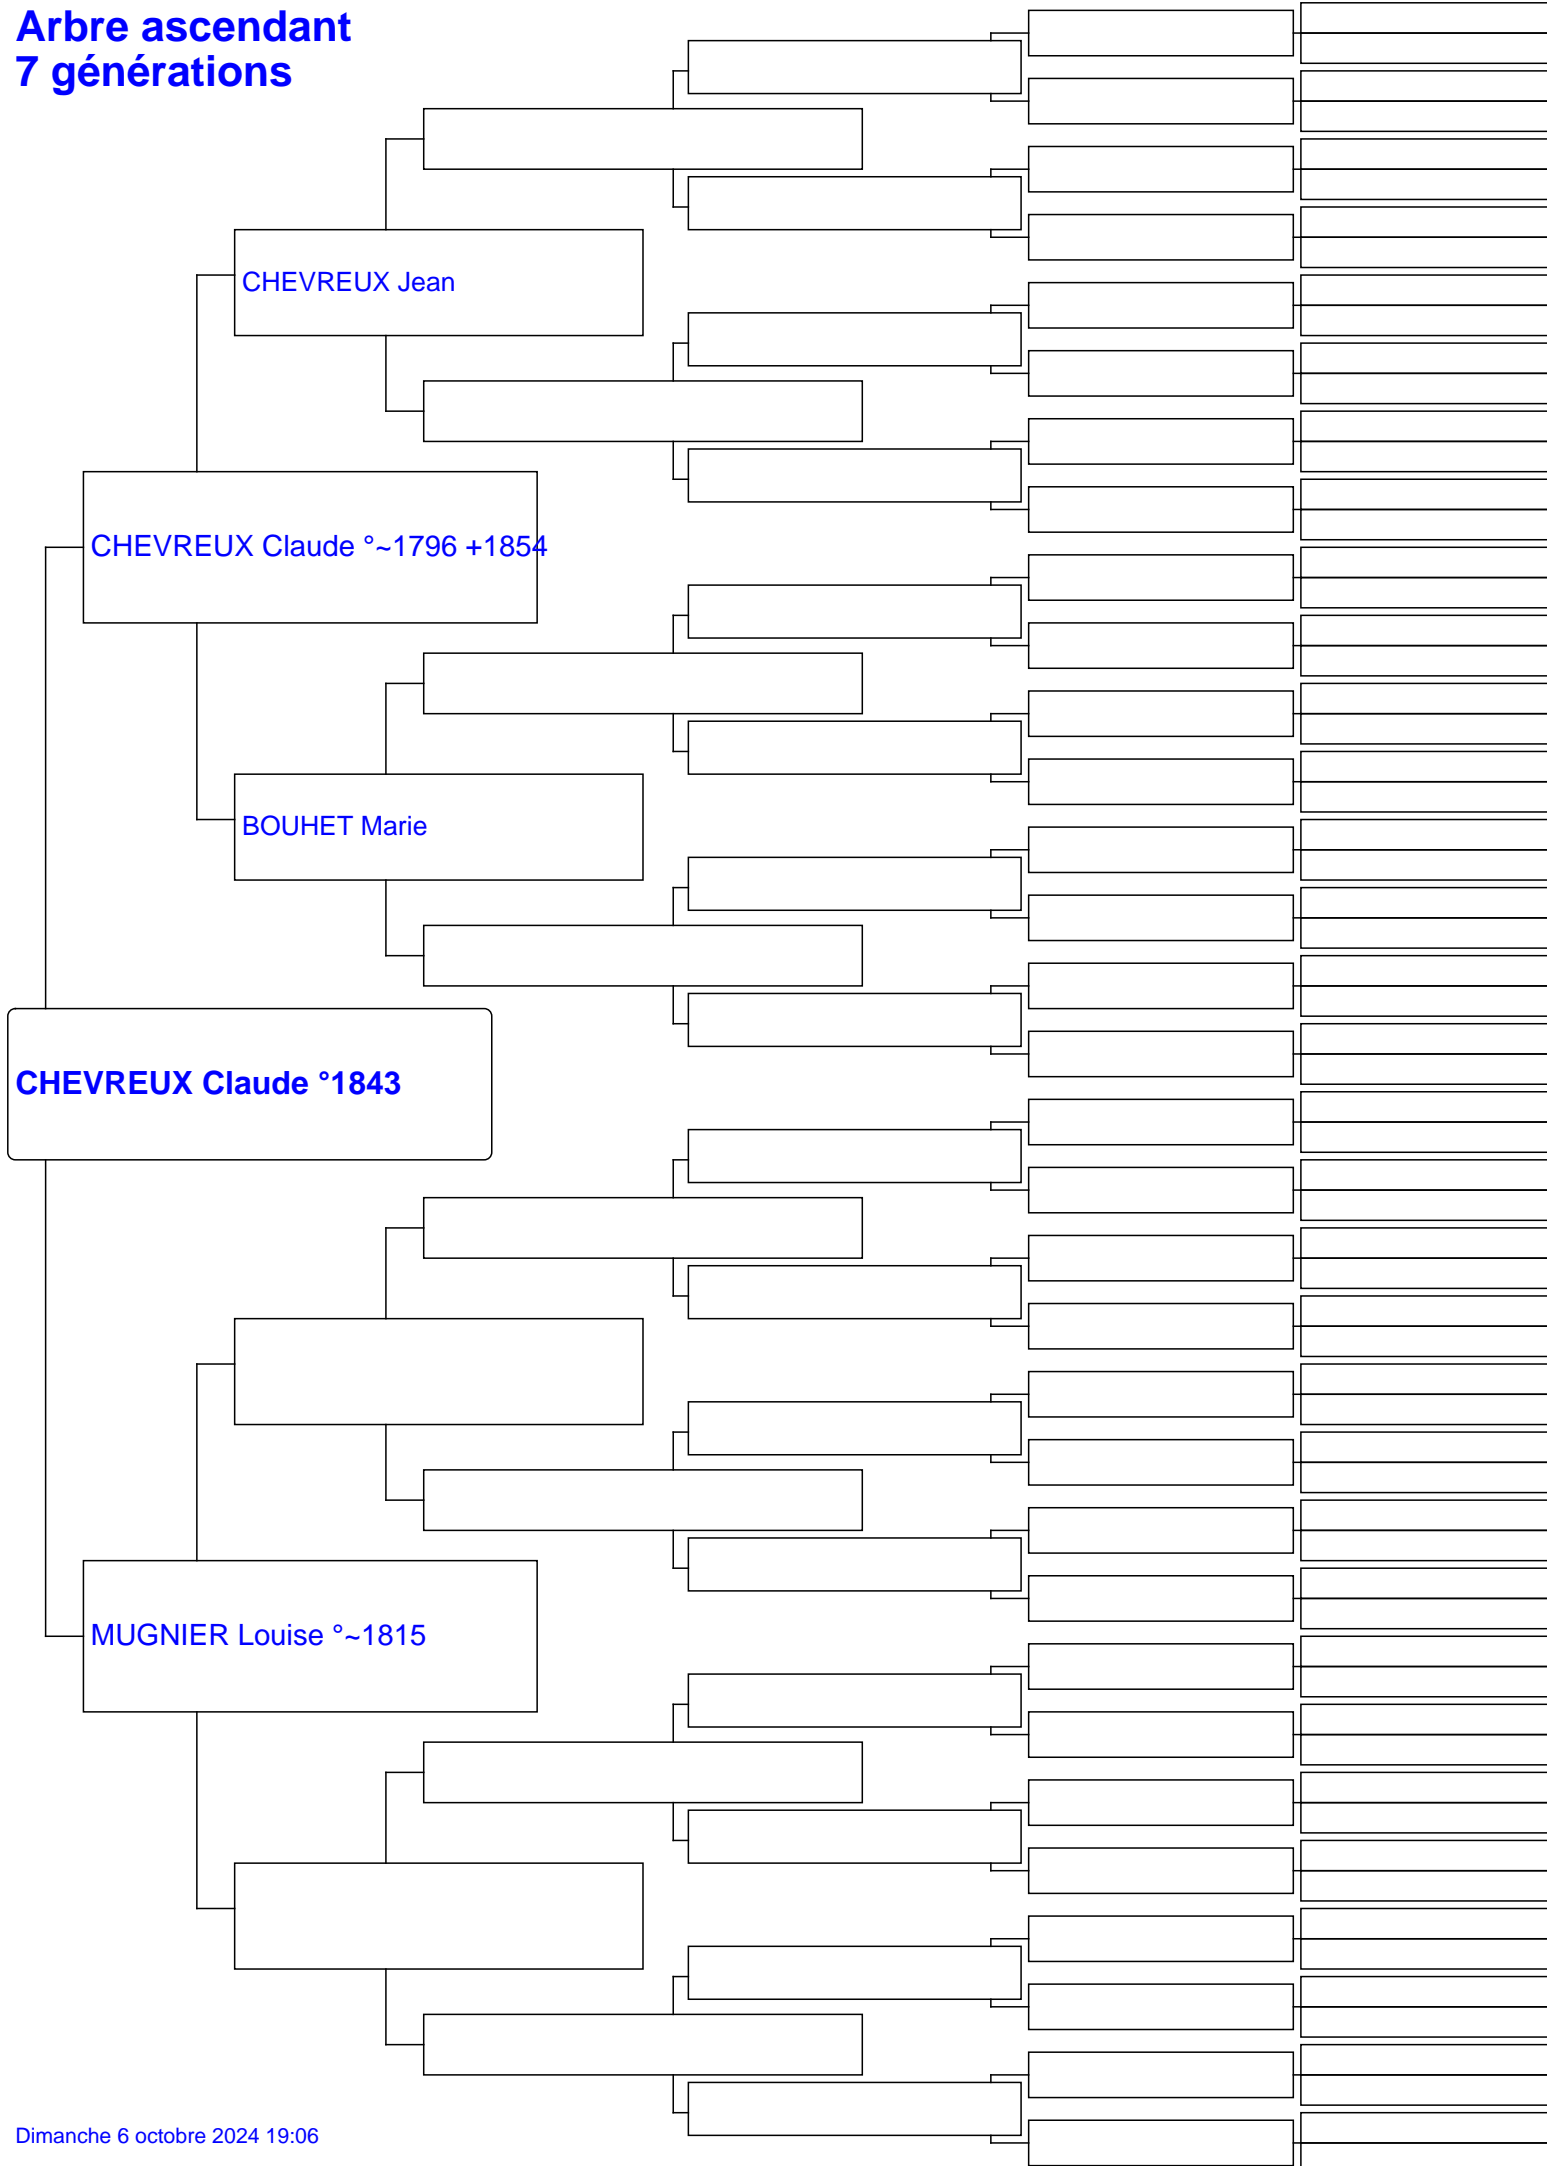 Arbre ascendant
7 générations
CHEVREUX Jean
CHEVREUX Claude °~1796 +1854
BOUHET Marie
CHEVREUX Claude °1843
MUGNIER Louise °~1815
Dimanche 6 octobre 2024 19:06